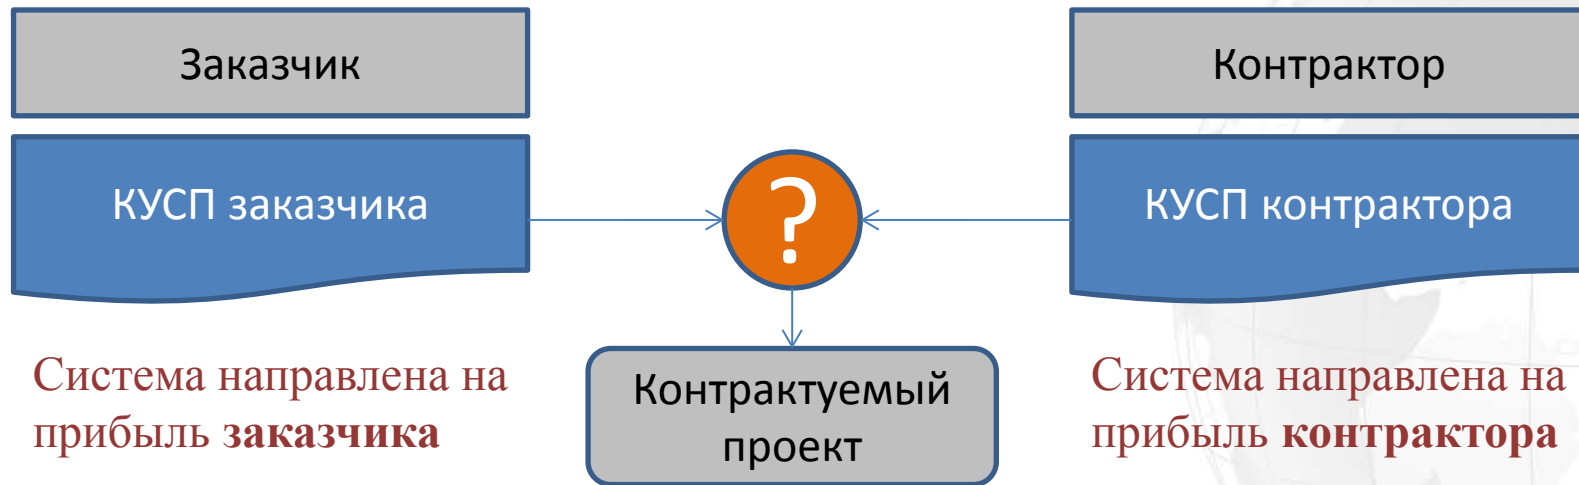 Заказчик
Контрактор
КУСП заказчика
?
КУСП контрактора
Система направлена на
прибыль заказчика
Контрактуемый
проект
Система направлена на
прибыль контрактора